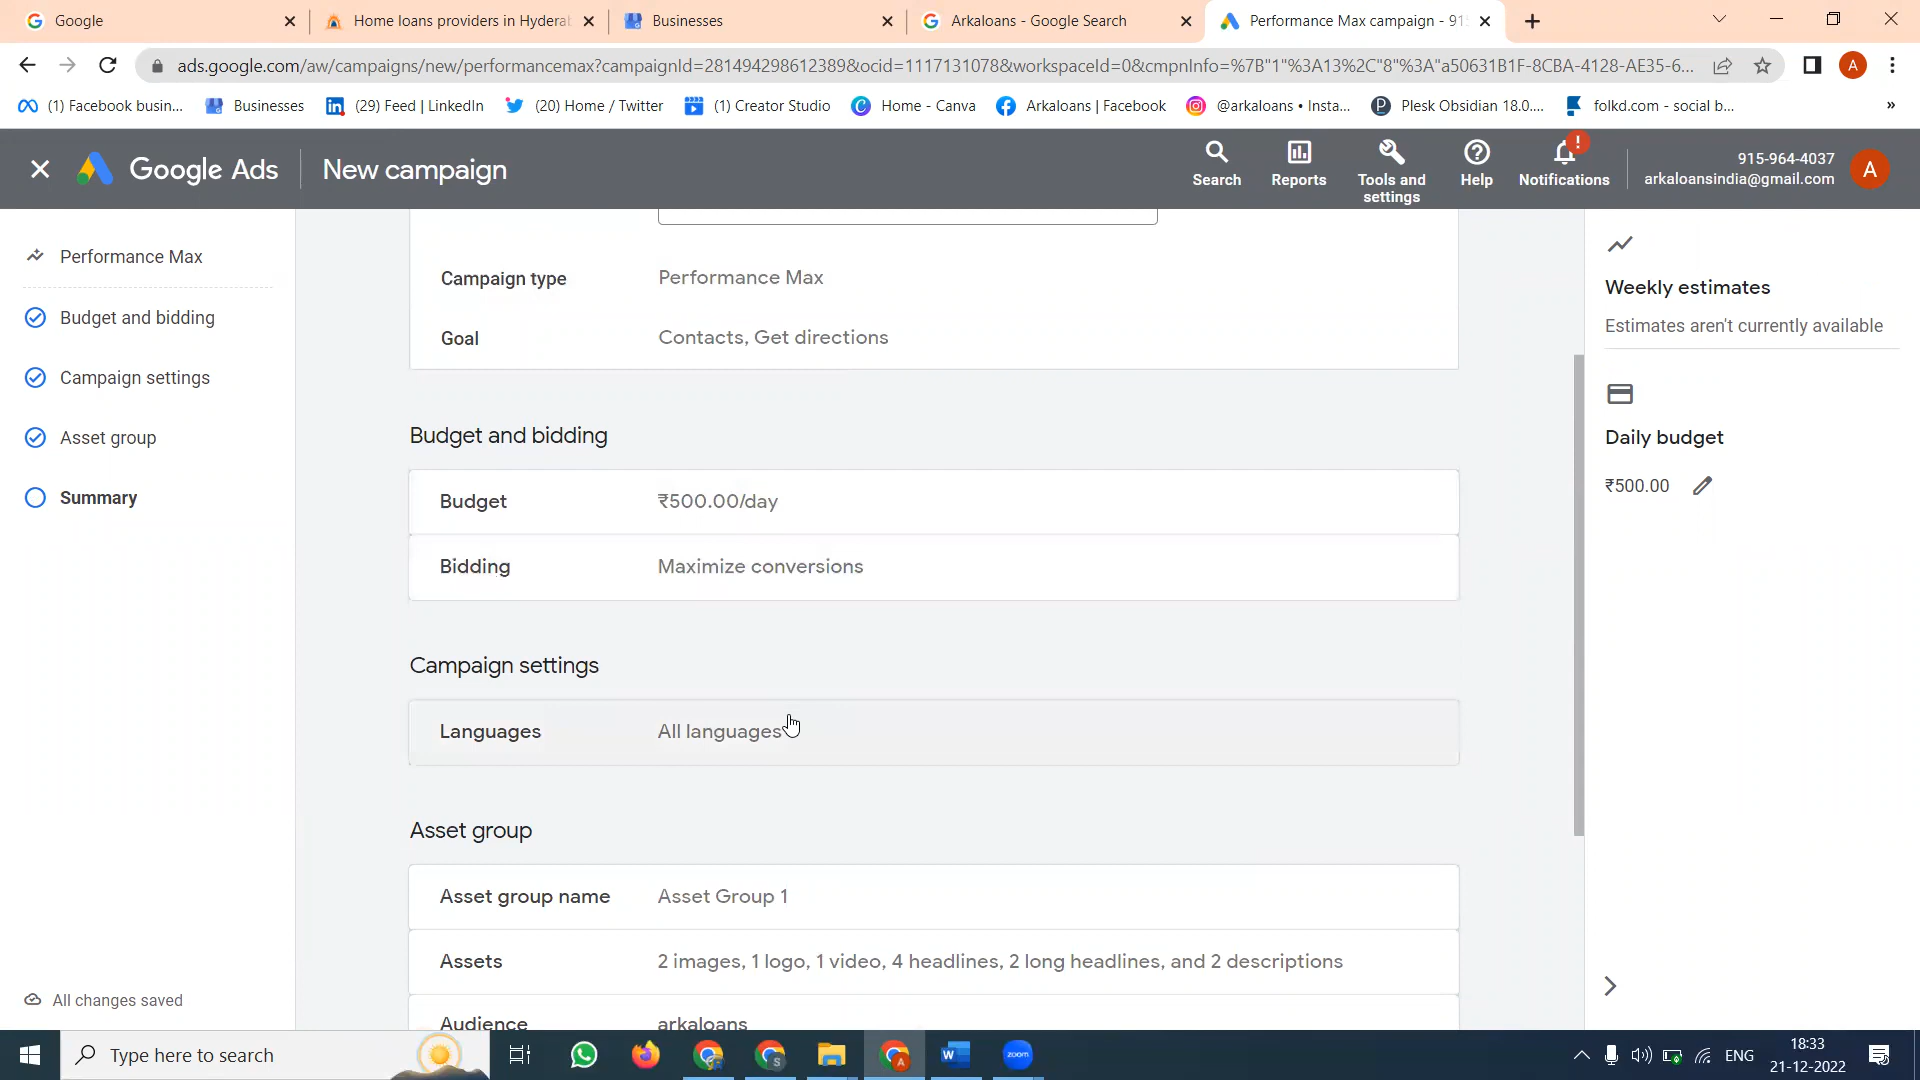 Google
Home loans providers in Hyderab
Businesses
Arkaloans - Google Search
Performance Max campaign - 915
ads.google.com/aw/campaigns/new/performancemax?campaignId=281494298612389&ocid=1117131078&workspaceId=0&cmpnInfo=%7B"1"%3A13%2C"8"%3A"a50631B1F-8CBA-4128-AE35-6...
A
(1) Facebook busin...
Businesses
(29) Feed | LinkedIn
(20) Home / Twitter
(1) Creator Studio
Home - Canva
Arkaloans | Facebook
@arkaloans • Insta...
Plesk Obsidian 18.0....
folkd.com - social b...
»
Google Ads
New campaign
Search
Reports
Tools and
settings
Help
!
Notifications
915-964-4037
arkaloansindia@gmail.com
A
Performance Max
Budget and bidding
Campaign settings
Asset group
Summary
All changes saved
Campaign type Performance Max
Goal Contacts, Get directions
Budget and bidding
Budget ₹500.00/day
Bidding Maximize conversions
Campaign settings
Languages All languages
Asset group
Asset group name Asset Group 1
Assets 2 images, 1 logo, 1 video, 4 headlines, 2 long headlines, and 2 descriptions
Audience arkaloans
Weekly estimates
Estimates aren't currently available
Daily budget
₹500.00
Type here to search
S
A
W
zoom
ENG
18:33
21-12-2022